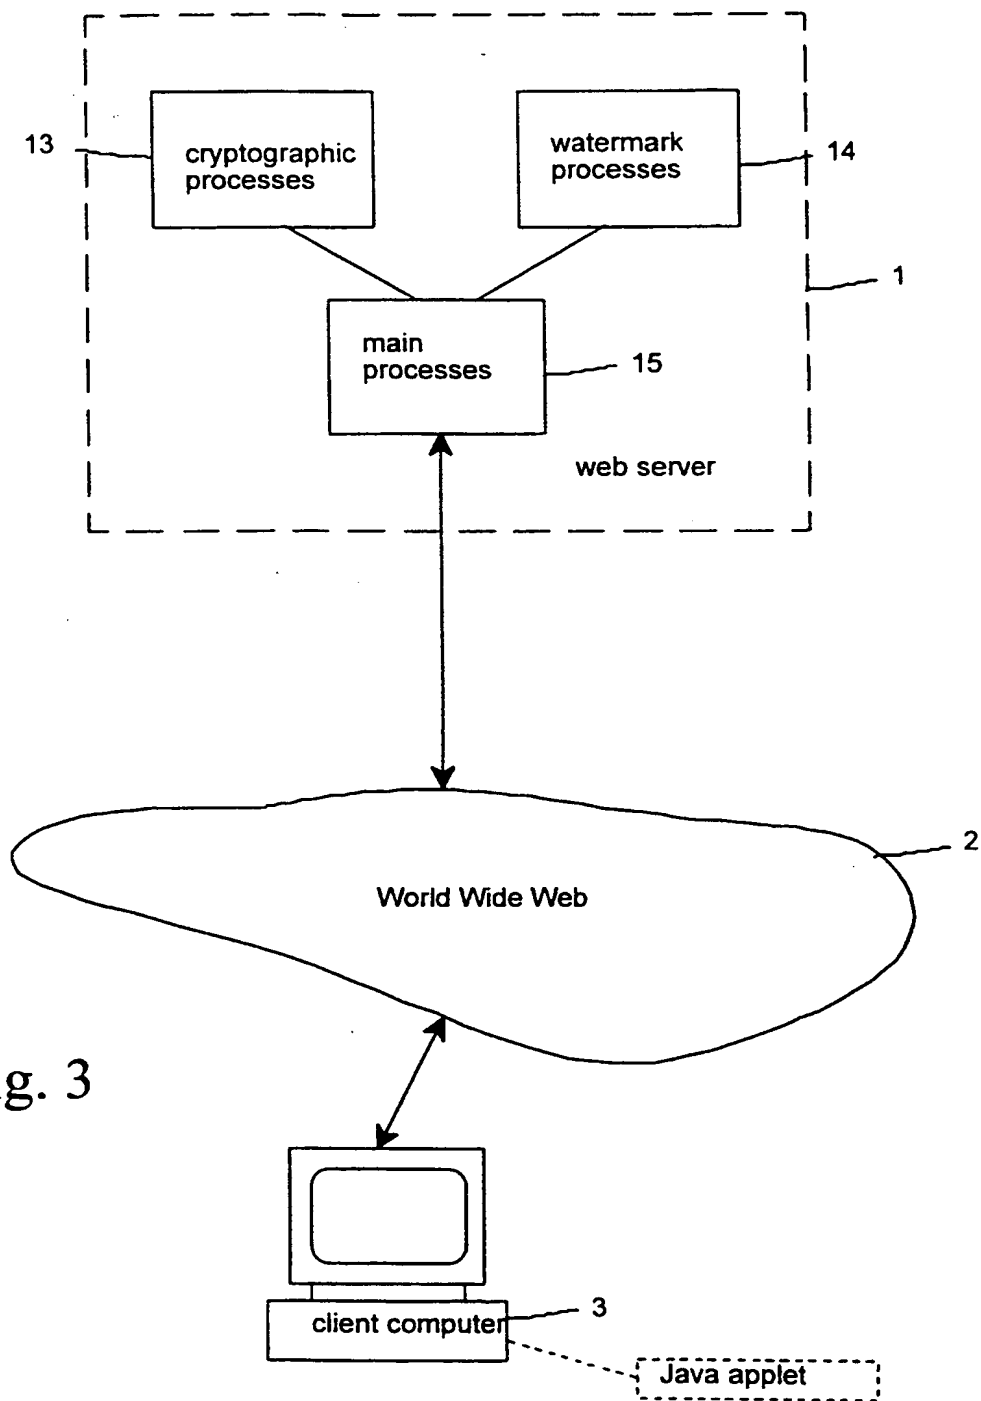 13
cryptographic
processes
watermark
processes
14
1
main
processes
15
web server
2
World Wide Web
g. 3
3
client computer
Java applet